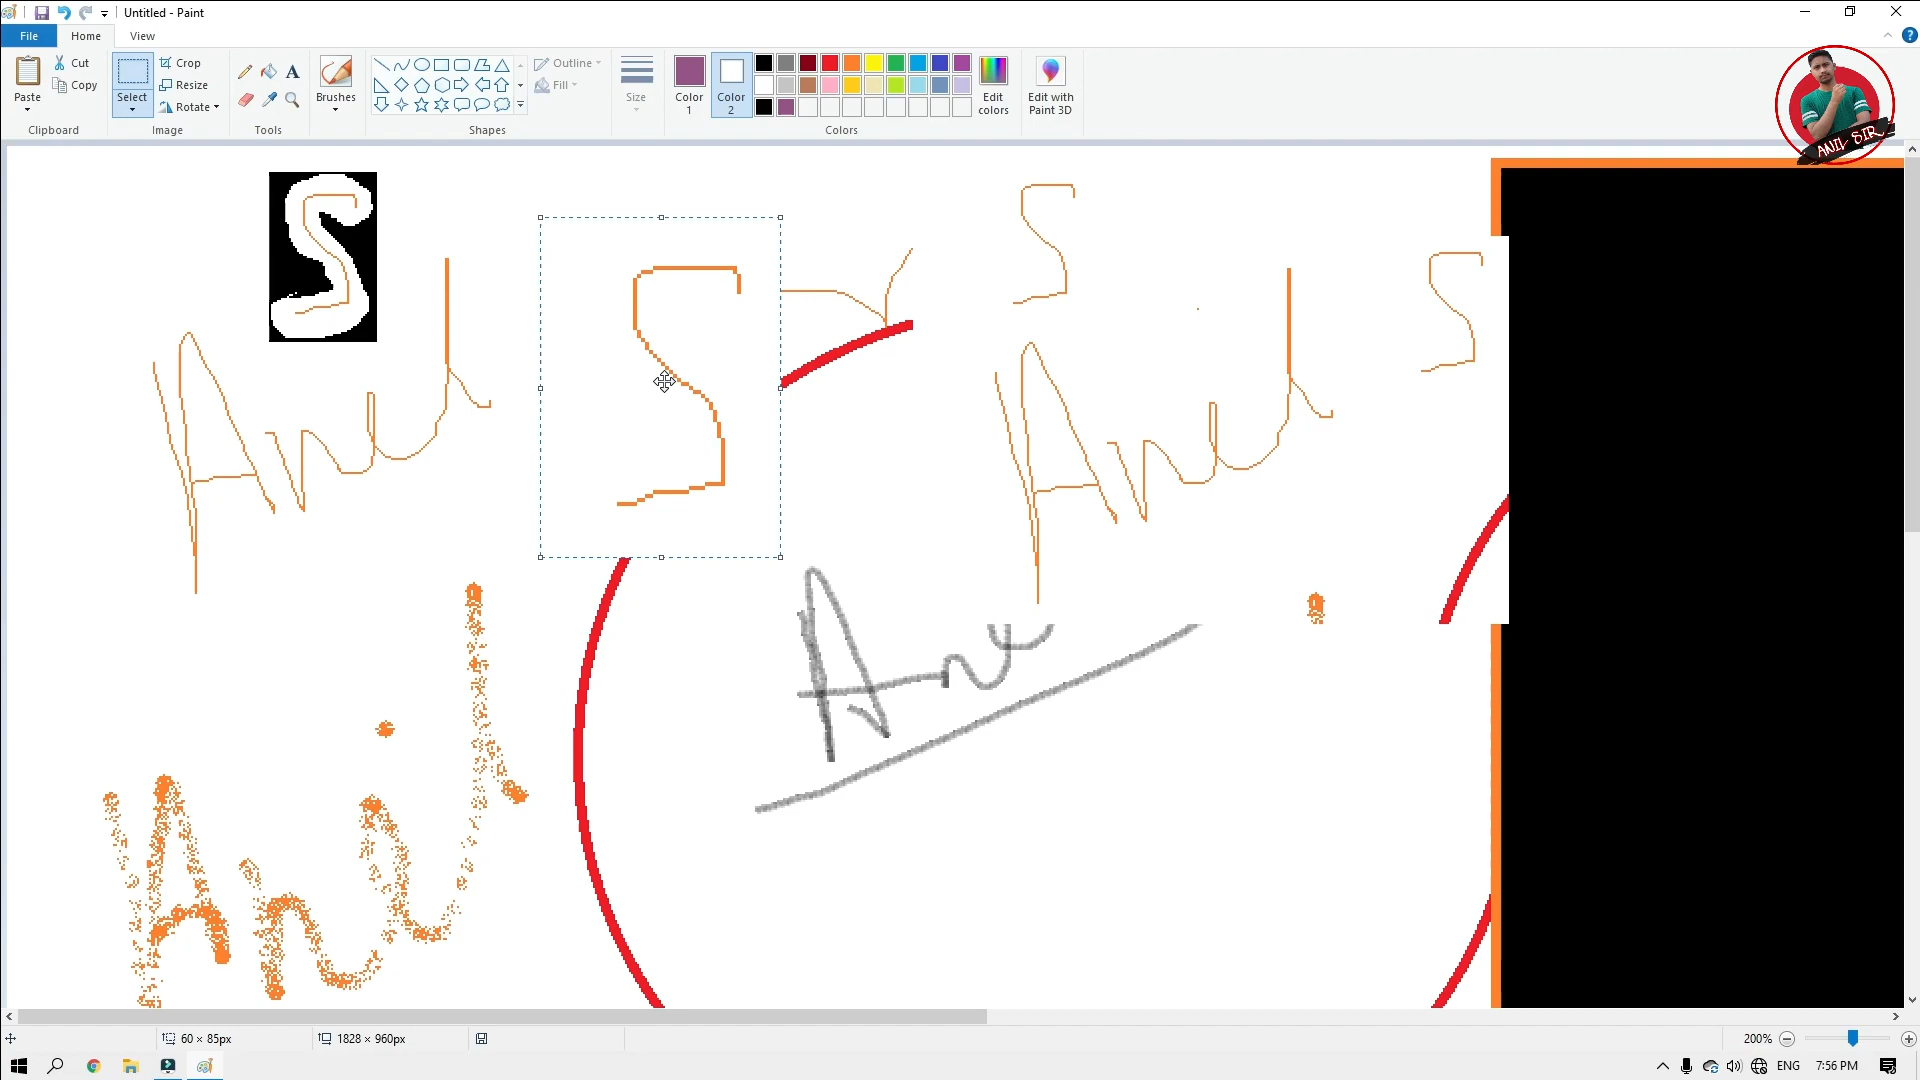 Untitled - Paint
File
Home
View
Paste
Cut
Copy
Clipboard
Select
Crop
Resize
Rotate
Image
Tools
Brushes
Shapes
Outline
Fill
Size
Color 1
Color 2
Colors
Edit colors
Edit with Paint 3D
ANIL SIR
S
S
S
S
Anil
Anil
Ani
Anil
60 × 85px
1828 × 960px
200%
ENG
7:56 PM